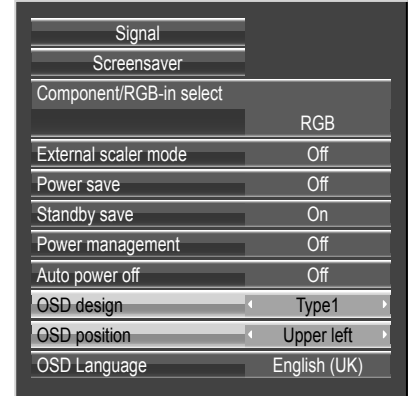 Signal
Screensaver
Component/RGB-in select
RGB
External scaler mode Off
Power save Off
Standby save On
Power management Off
Auto power off Off
OSD design Type1
OSD position Upper left
OSD Language English (UK)